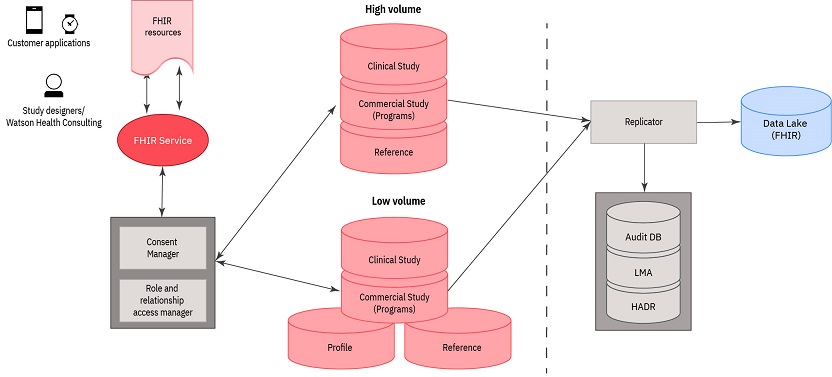 Customer applications
Study designers/
Watson Health Consulting
FHIR
resources
FHIR Service
Consent
Manager
Role and
relationship
access manager
High volume
Clinical Study
Commercial Study
(Programs)
Reference
Low volume
Clinical Study
Commercial Study
(Programs)
Profile
Reference
Replicator
Data Lake
(FHIR)
Audit DB
LMA
HADR